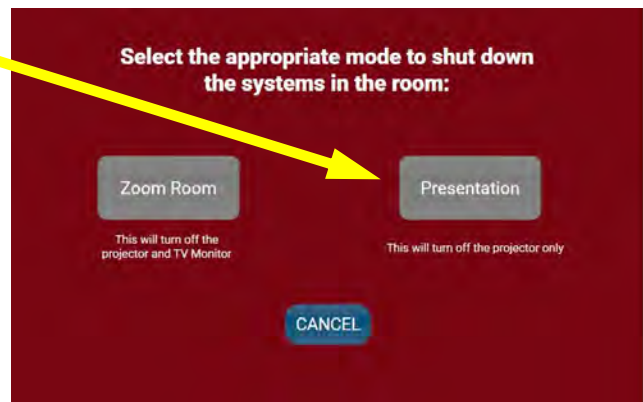 Select the appropriate mode to shut down
the systems in the room:
Zoom Room
Presentation
This will turn off the
projector and TV Monitor
This will turn off the projector only
CANCEL